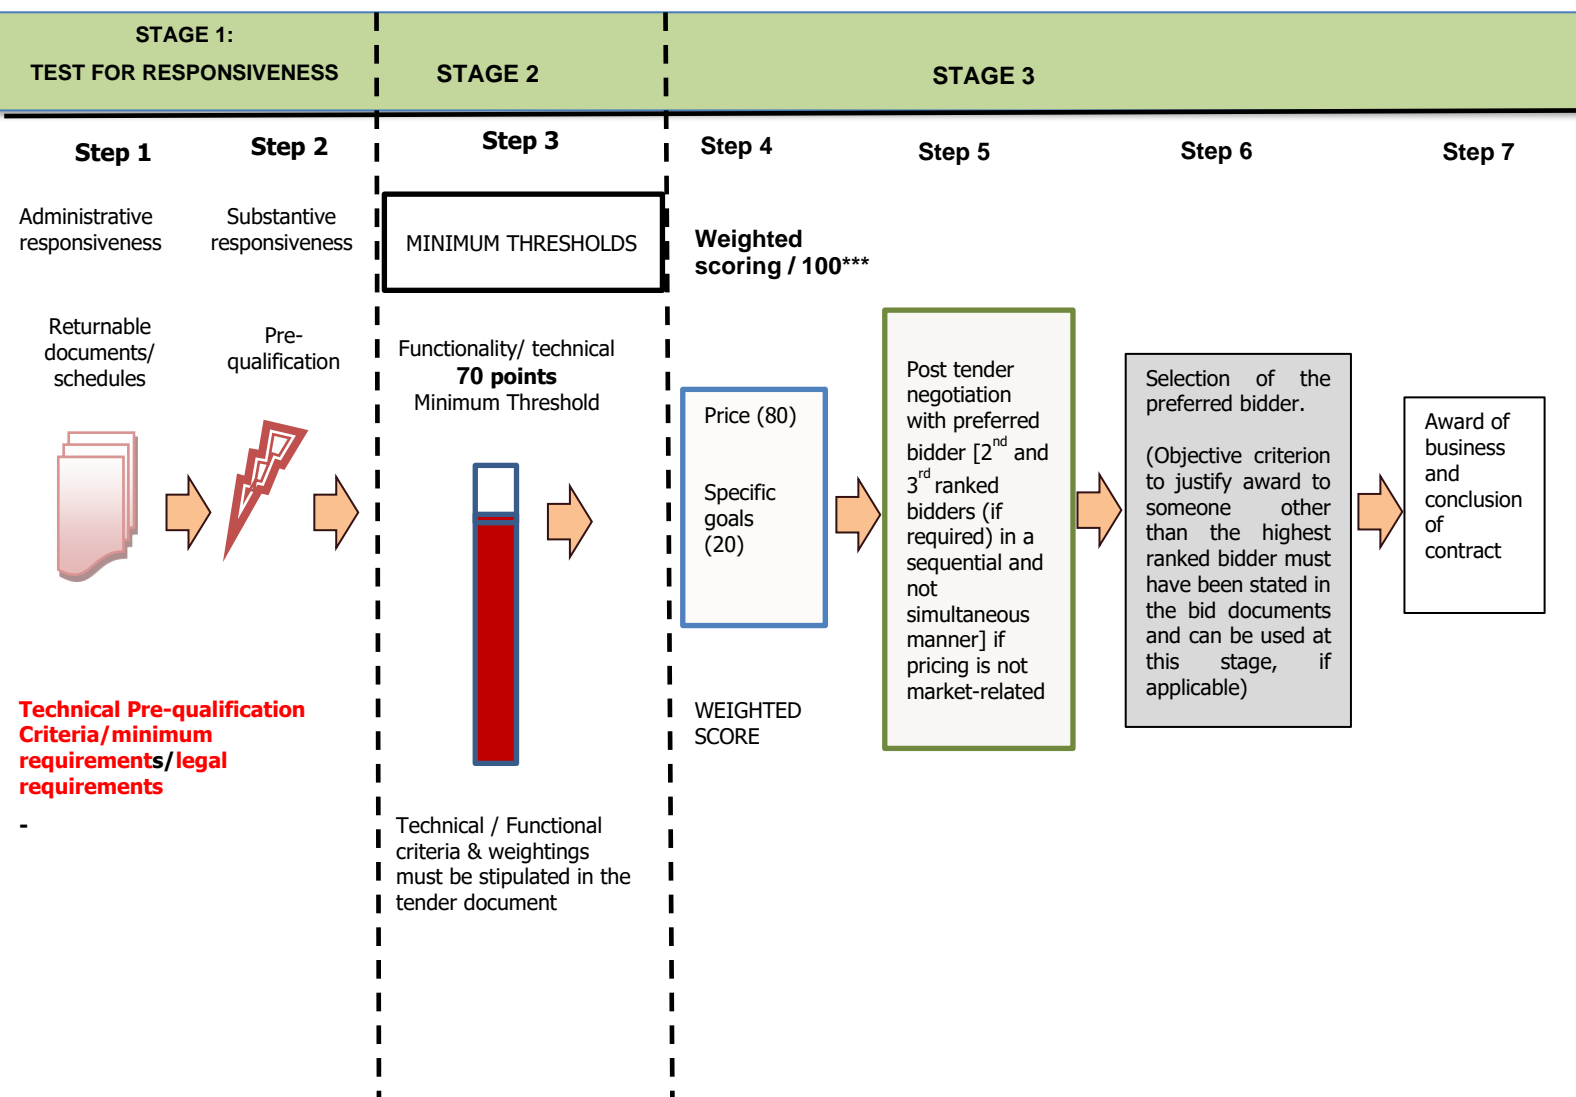 STAGE 1:
TEST FOR RESPONSIVENESS
STAGE 2
STAGE 3
Step 1
Step 2
Step 3
Step 4
Step 5
Step 6
Step 7
Administrative
responsiveness
Substantive
responsiveness
MINIMUM THRESHOLDS
Weighted
scoring / 100***
Returnable
documents/
schedules
Pre-
qualification
Functionality/ technical
70 points
Minimum Threshold
Price (80)
Specific
goals
(20)
Post tender
negotiation
with preferred
bidder [2nd and
3rd ranked
bidders (if
required) in a
sequential and
not
simultaneous
manner] if
pricing is not
market-related
Selection of the
preferred bidder.
(Objective criterion
to justify award to
someone other
than the highest
ranked bidder must
have been stated in
the bid documents
and can be used at
this stage, if
applicable)
Award of
business
and
conclusion
of
contract
Technical Pre-qualification
Criteria/minimum
requirements/legal
requirements
-
WEIGHTED
SCORE
Technical / Functional
criteria & weightings
must be stipulated in the
tender document